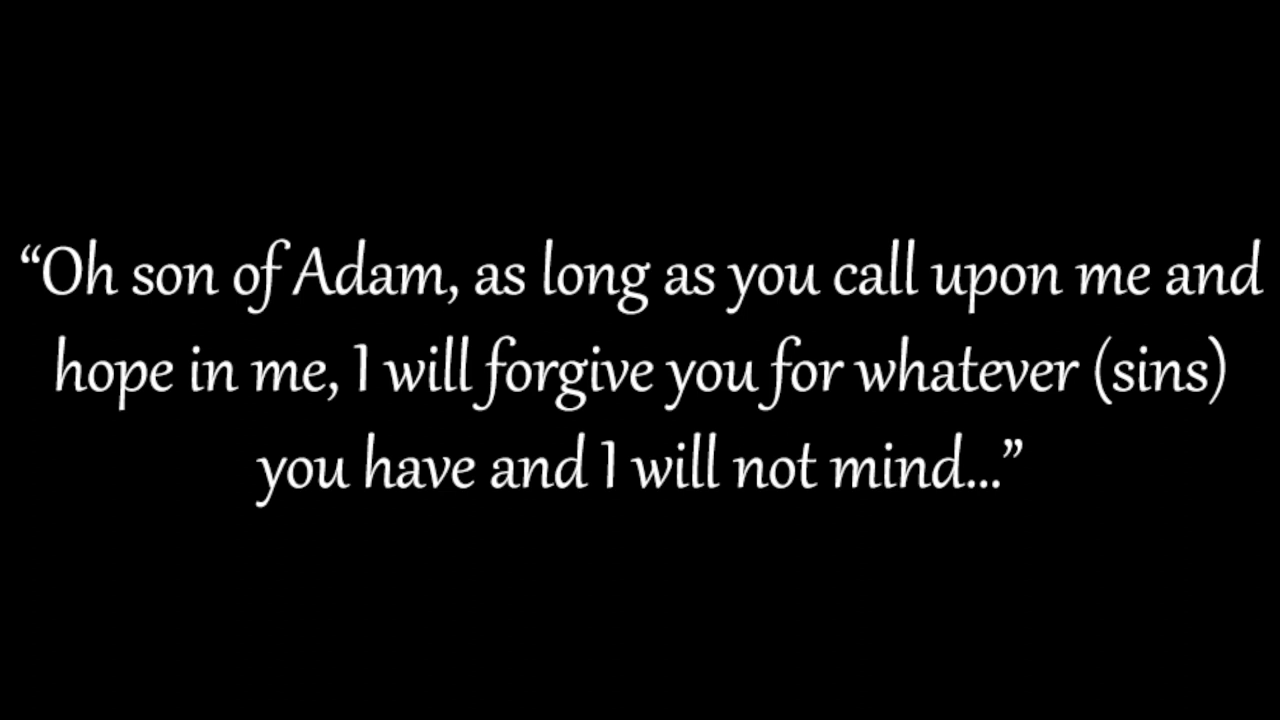 “Oh son of Adam, as long as you call upon me and
hope in me, I will forgive you for whatever (sins)
you have and I will not mind...”